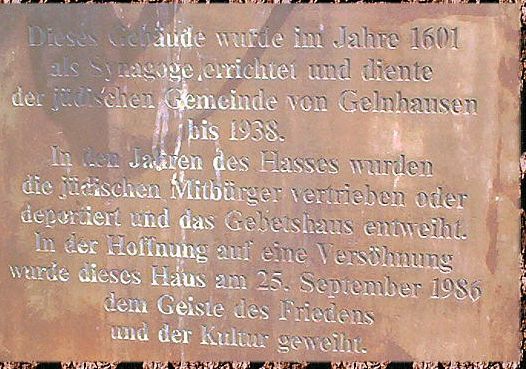 Dieses Gebäude wurde im Jahre 1601
als Synagoge errichtet und diente
der jüdischen Gemeinde von Gelnhausen
bis 1938.
In den Jahren des Hasses wurden
die jüdischen Mitbürger vertrieben oder
deportiert und das Gebetshaus entweiht.
In der Hoffnung auf eine Versöhnung
wurde dieses Haus am 25. September 1986
dem Geiste des Friedens
und der Kultur geweiht.